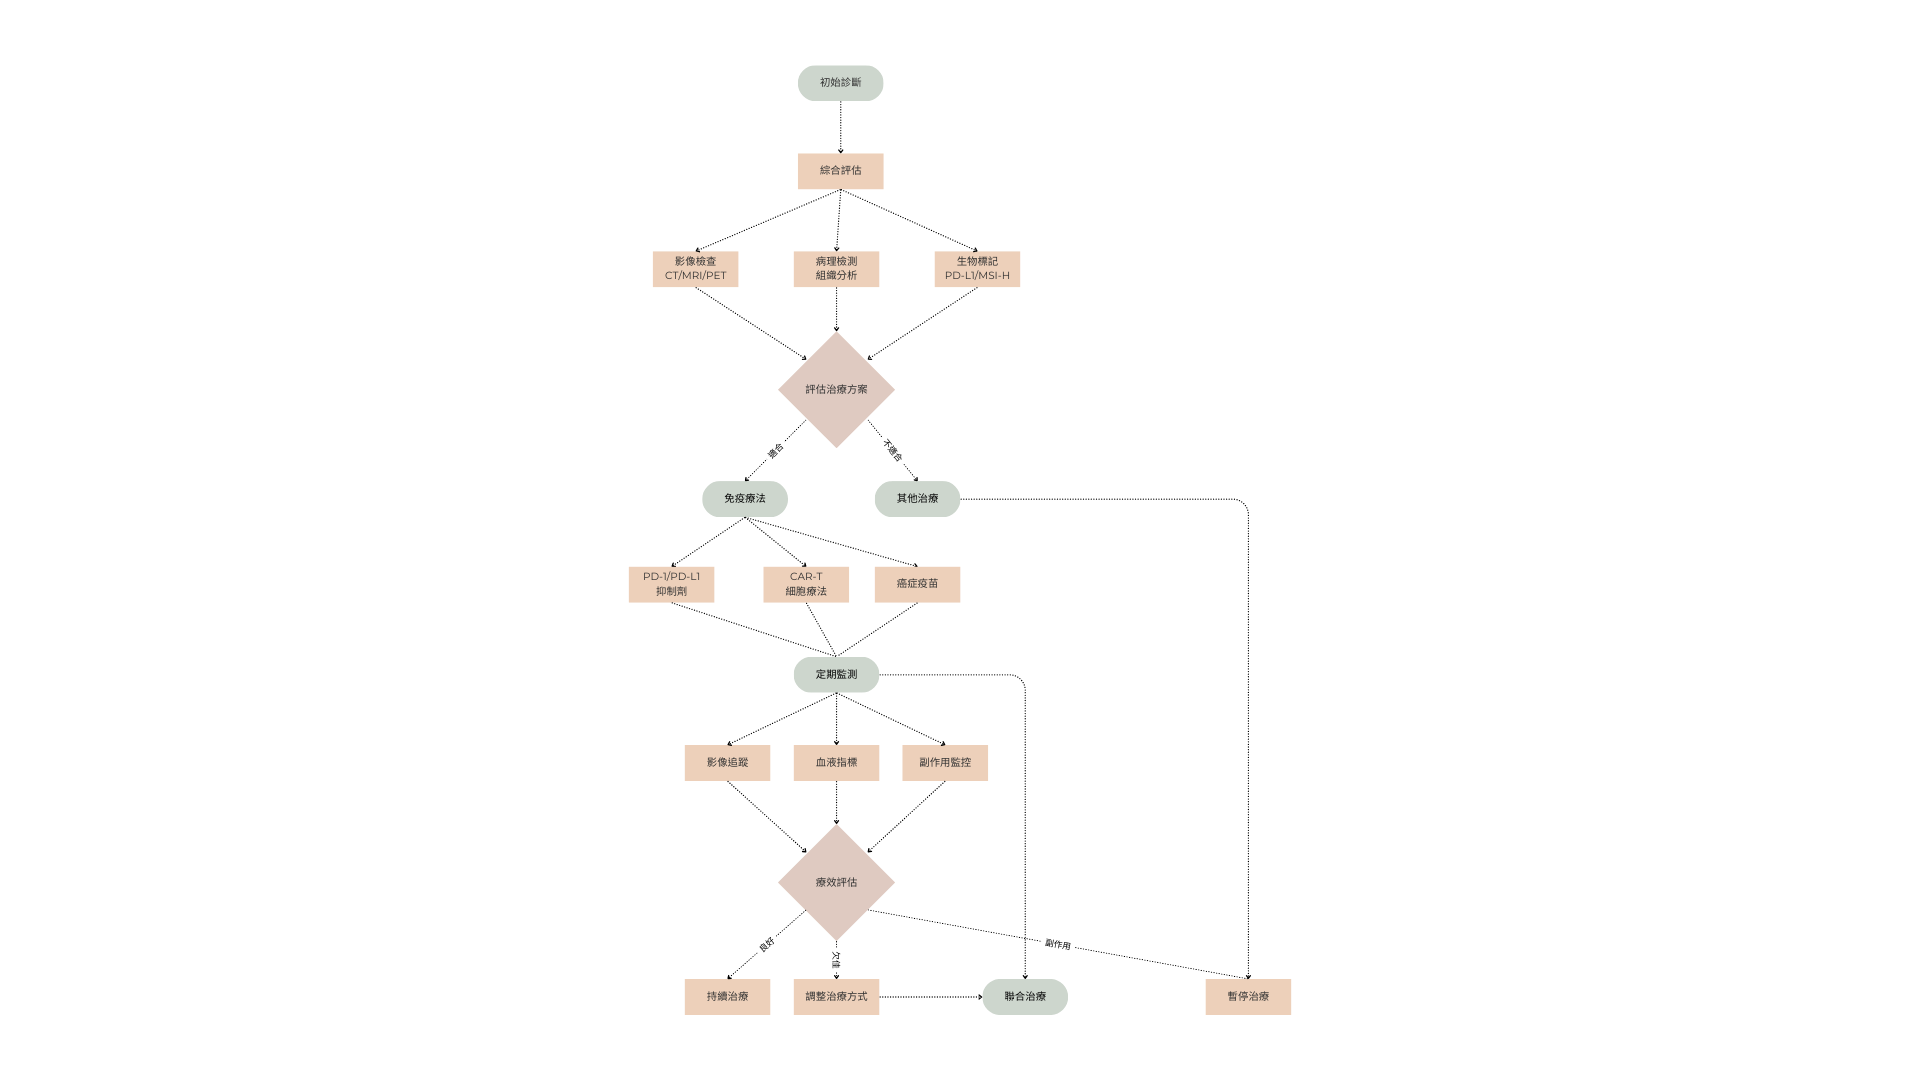 初始診斷
綜合評估
影像檢查
CT/MRI/PET
病理檢測
組織分析
生物標記
PD-L1/MSI-H
評估治療方案
適合
不適合
免疫療法
其他治療
PD-1/PD-L1
抑制劑
CAR-T
細胞療法
癌症疫苗
定期監測
影像追蹤
血液指標
副作用監控
療效評估
良好
欠佳
副作用
持續治療
調整治療方式
聯合治療
暫停治療